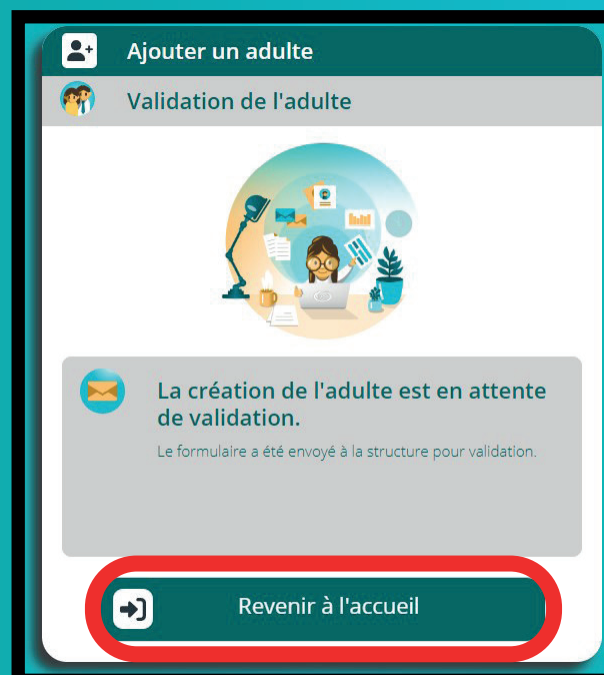 Ajouter un adulte
Validation de l'adulte
La création de l'adulte est en attente
de validation.
Le formulaire a été envoyé à la structure pour validation.
Revenir à l'accueil